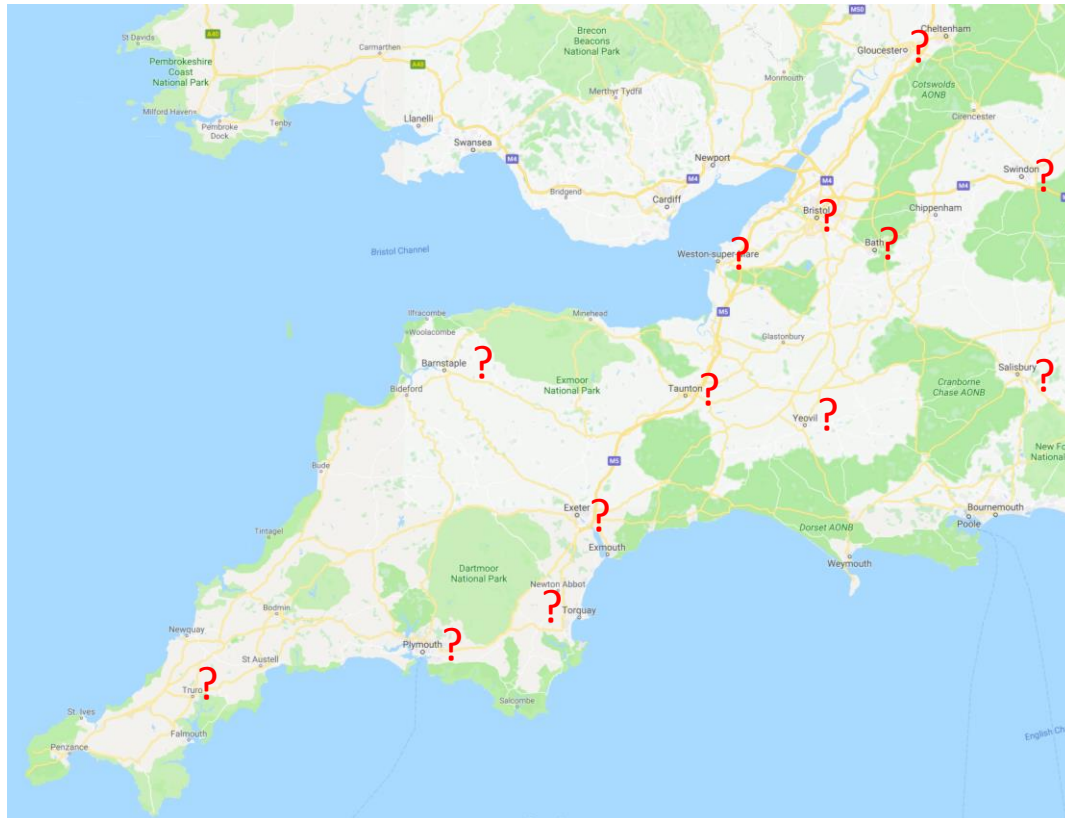 M50
Cheltenham
St Davids
A40
Brecon
Beacons
National Park
?
Gloucester
Carmarthen
Pembrokeshire
Coast
National Park
A40
Monmouth
Cotswolds
AONB
Merthyr Tydfil
Milford Haven
Cirencester
Pembroke
Dock
Tenby
Llanelli
Swansea
M4
Newport
M4
M4
Swindon
?
M4
Bridgend
Cardiff
M4
Bristol
?
Chippenham
Bristol Channel
Weston-super-Mare
?
Bath
?
M5
Ilfracombe
Minehead
Woolacombe
Glastonbury
Barnstaple
?
Exmoor
National Park
Taunton
?
Salisbury
?
Bideford
Cranborne
Chase AONB
Yeovil
?
New Fo
National
M5
Bude
Exeter
?
Bournemouth
Poole
Tintagel
Dorset AONB
Exmouth
Weymouth
Dartmoor
National Park
Newton Abbot
?
Bodmin
Torquay
Newquay
Plymouth
?
St Austell
Truro
?
Salcombe
St. Ives
Falmouth
English Ch
Penzance